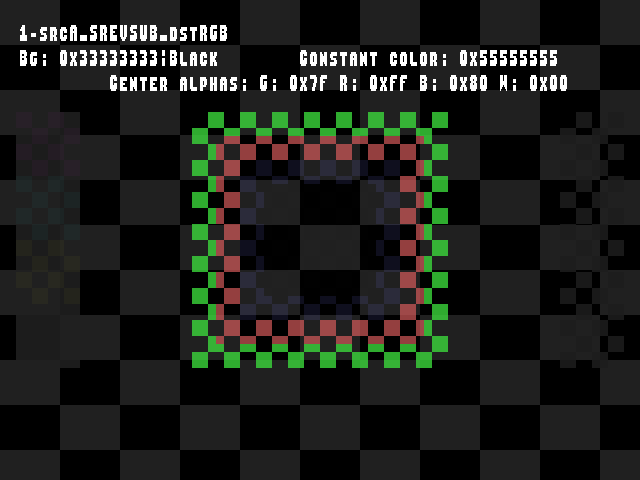 1-srcA_SREVSUB_dstRGB
Bg: 0x33333333;Black Constant color: 0x55555555
Center alphas: G: 0x7f R: 0xff B: 0x80 W: 0x00